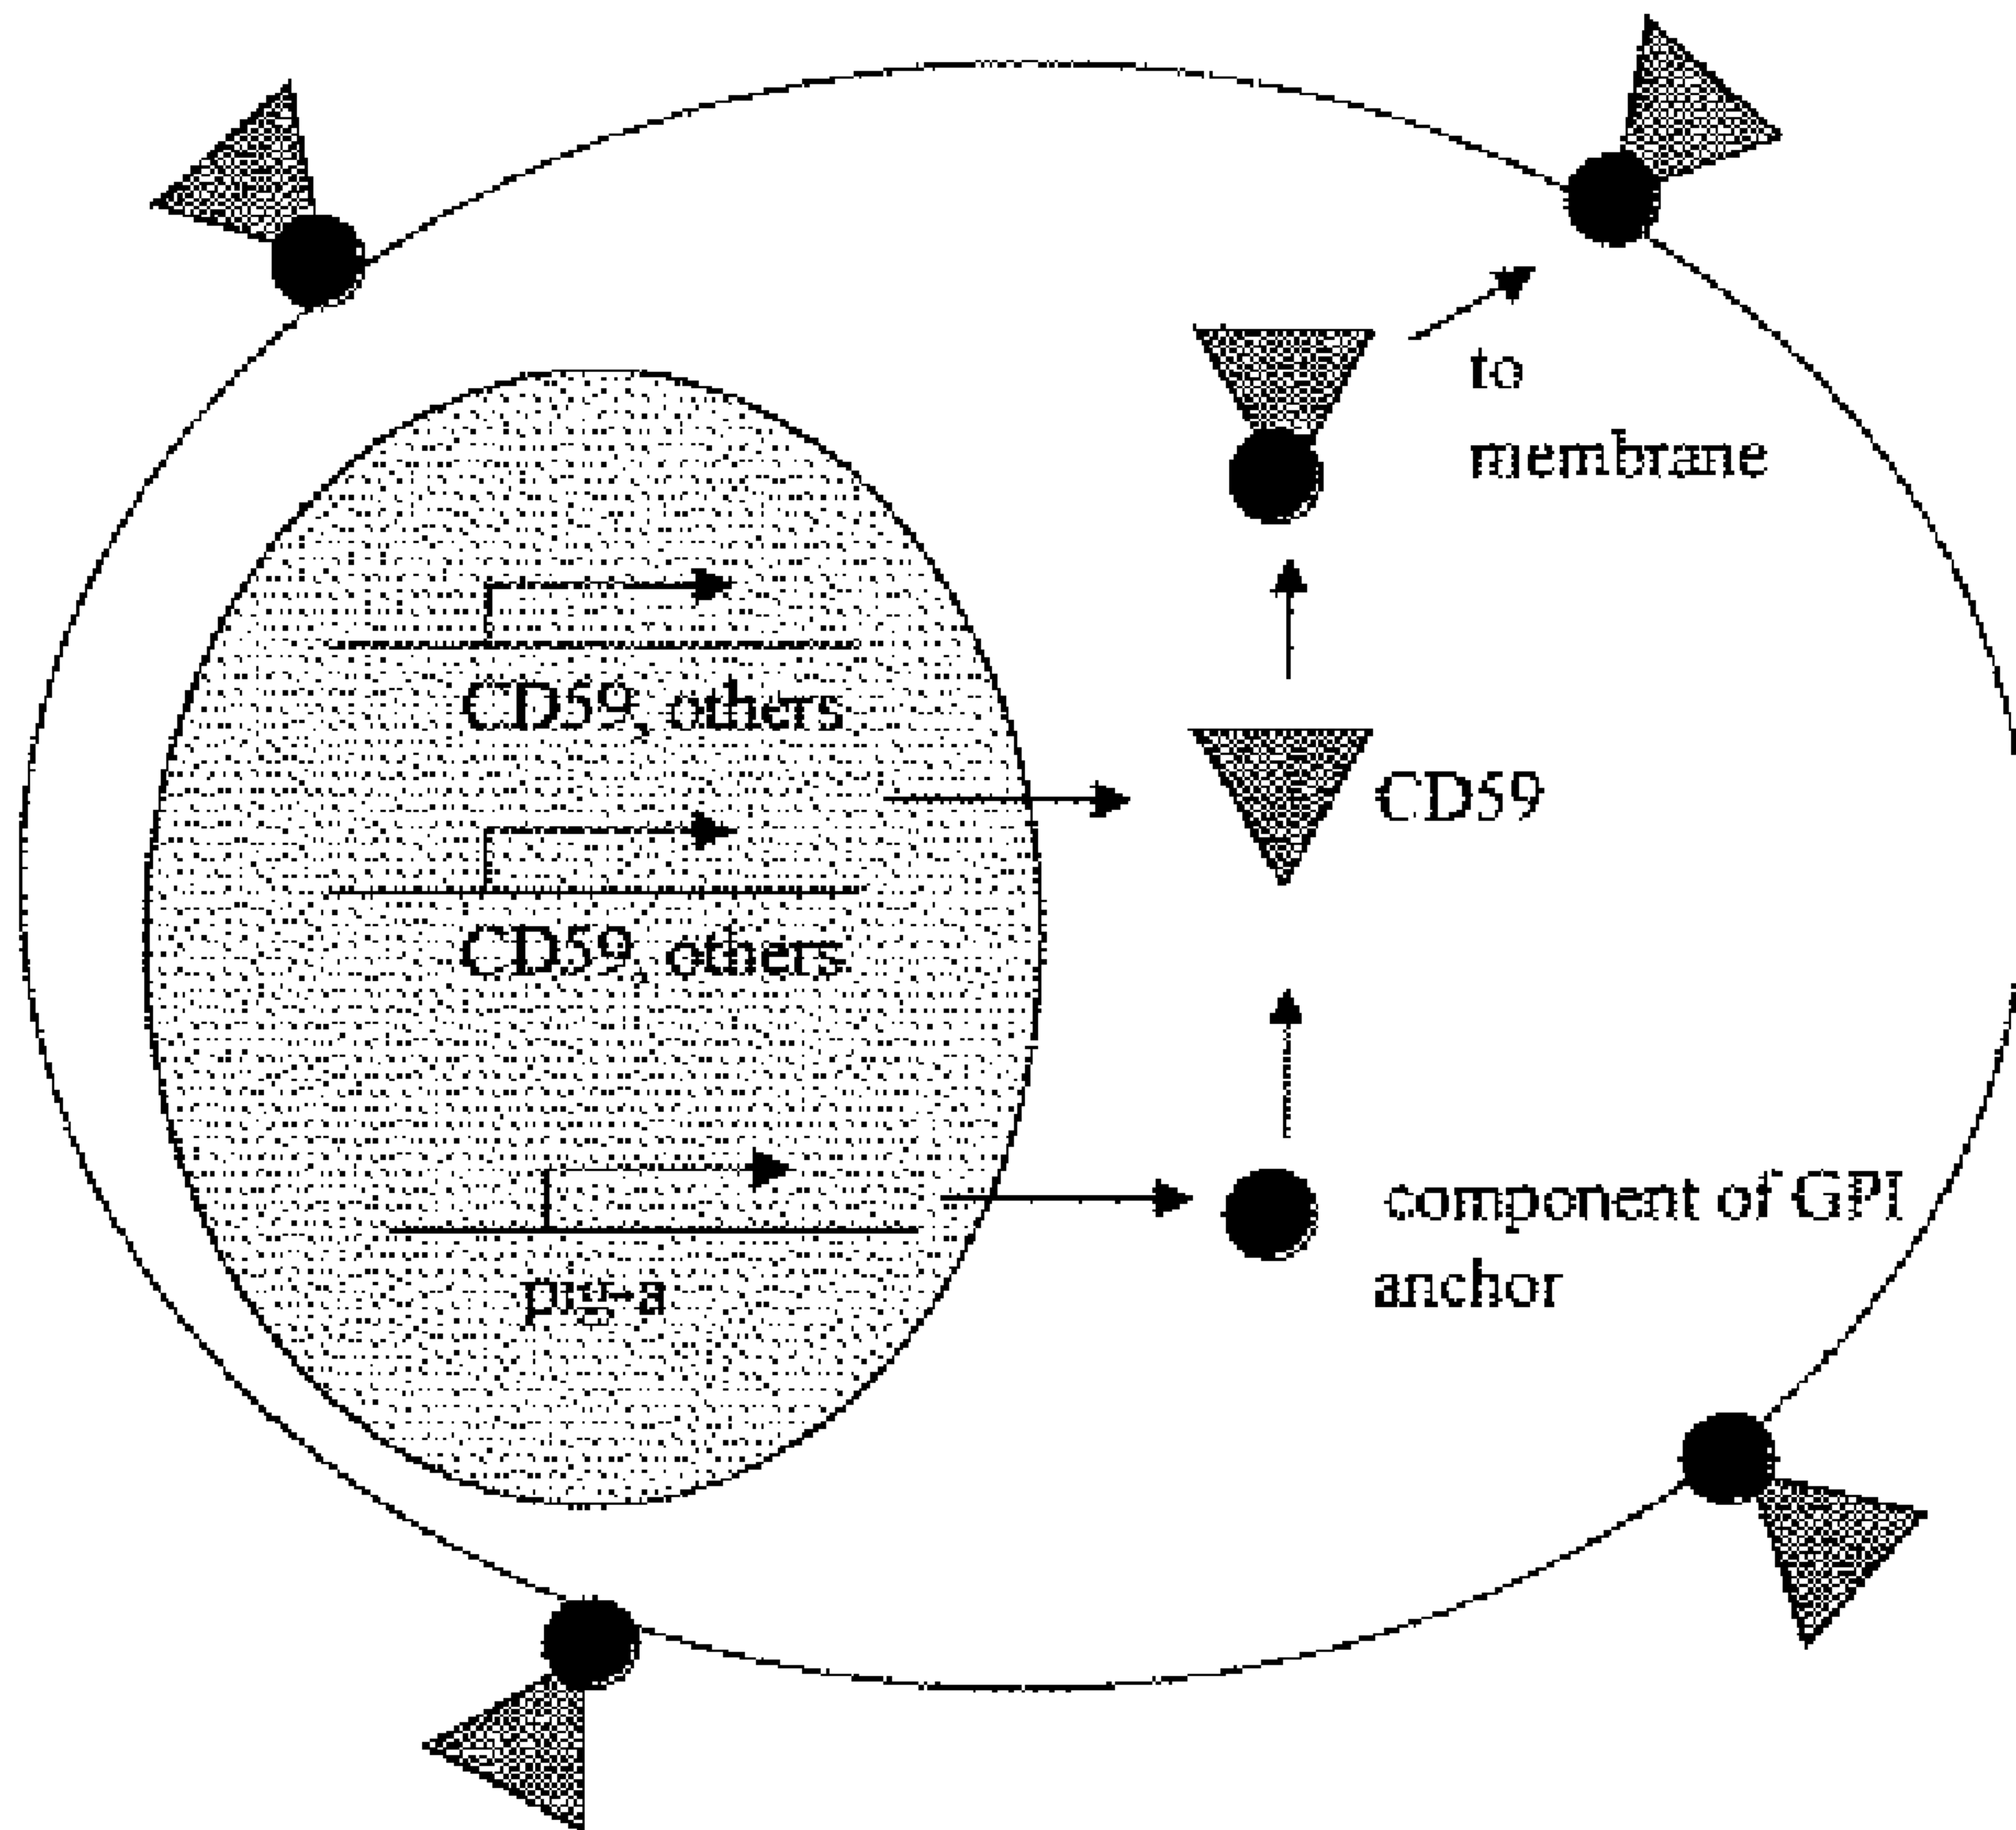 to
membrane
CD59, others
CD59
CD59, others
component of GPI
anchor
pig-a